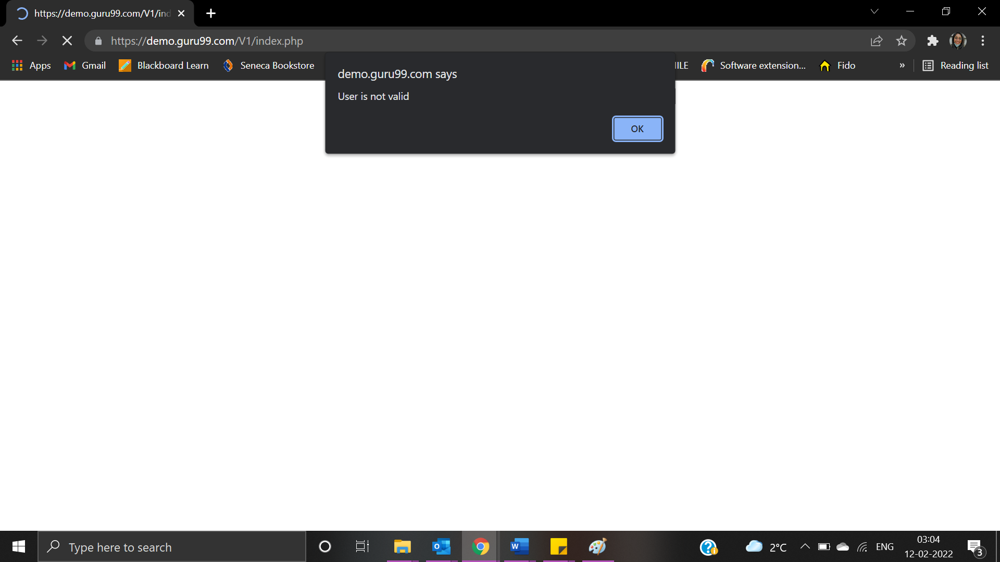 https://demo.guru99.com/V1/ind
https://demo.guru99.com/V1/index.php
Apps
Gmail
Blackboard Learn
Seneca Bookstore
Software extension...
Fido
»
Reading list
demo.guru99.com says
User is not valid
OK
Type here to search
2°C
ENG
03:04
12-02-2022
3